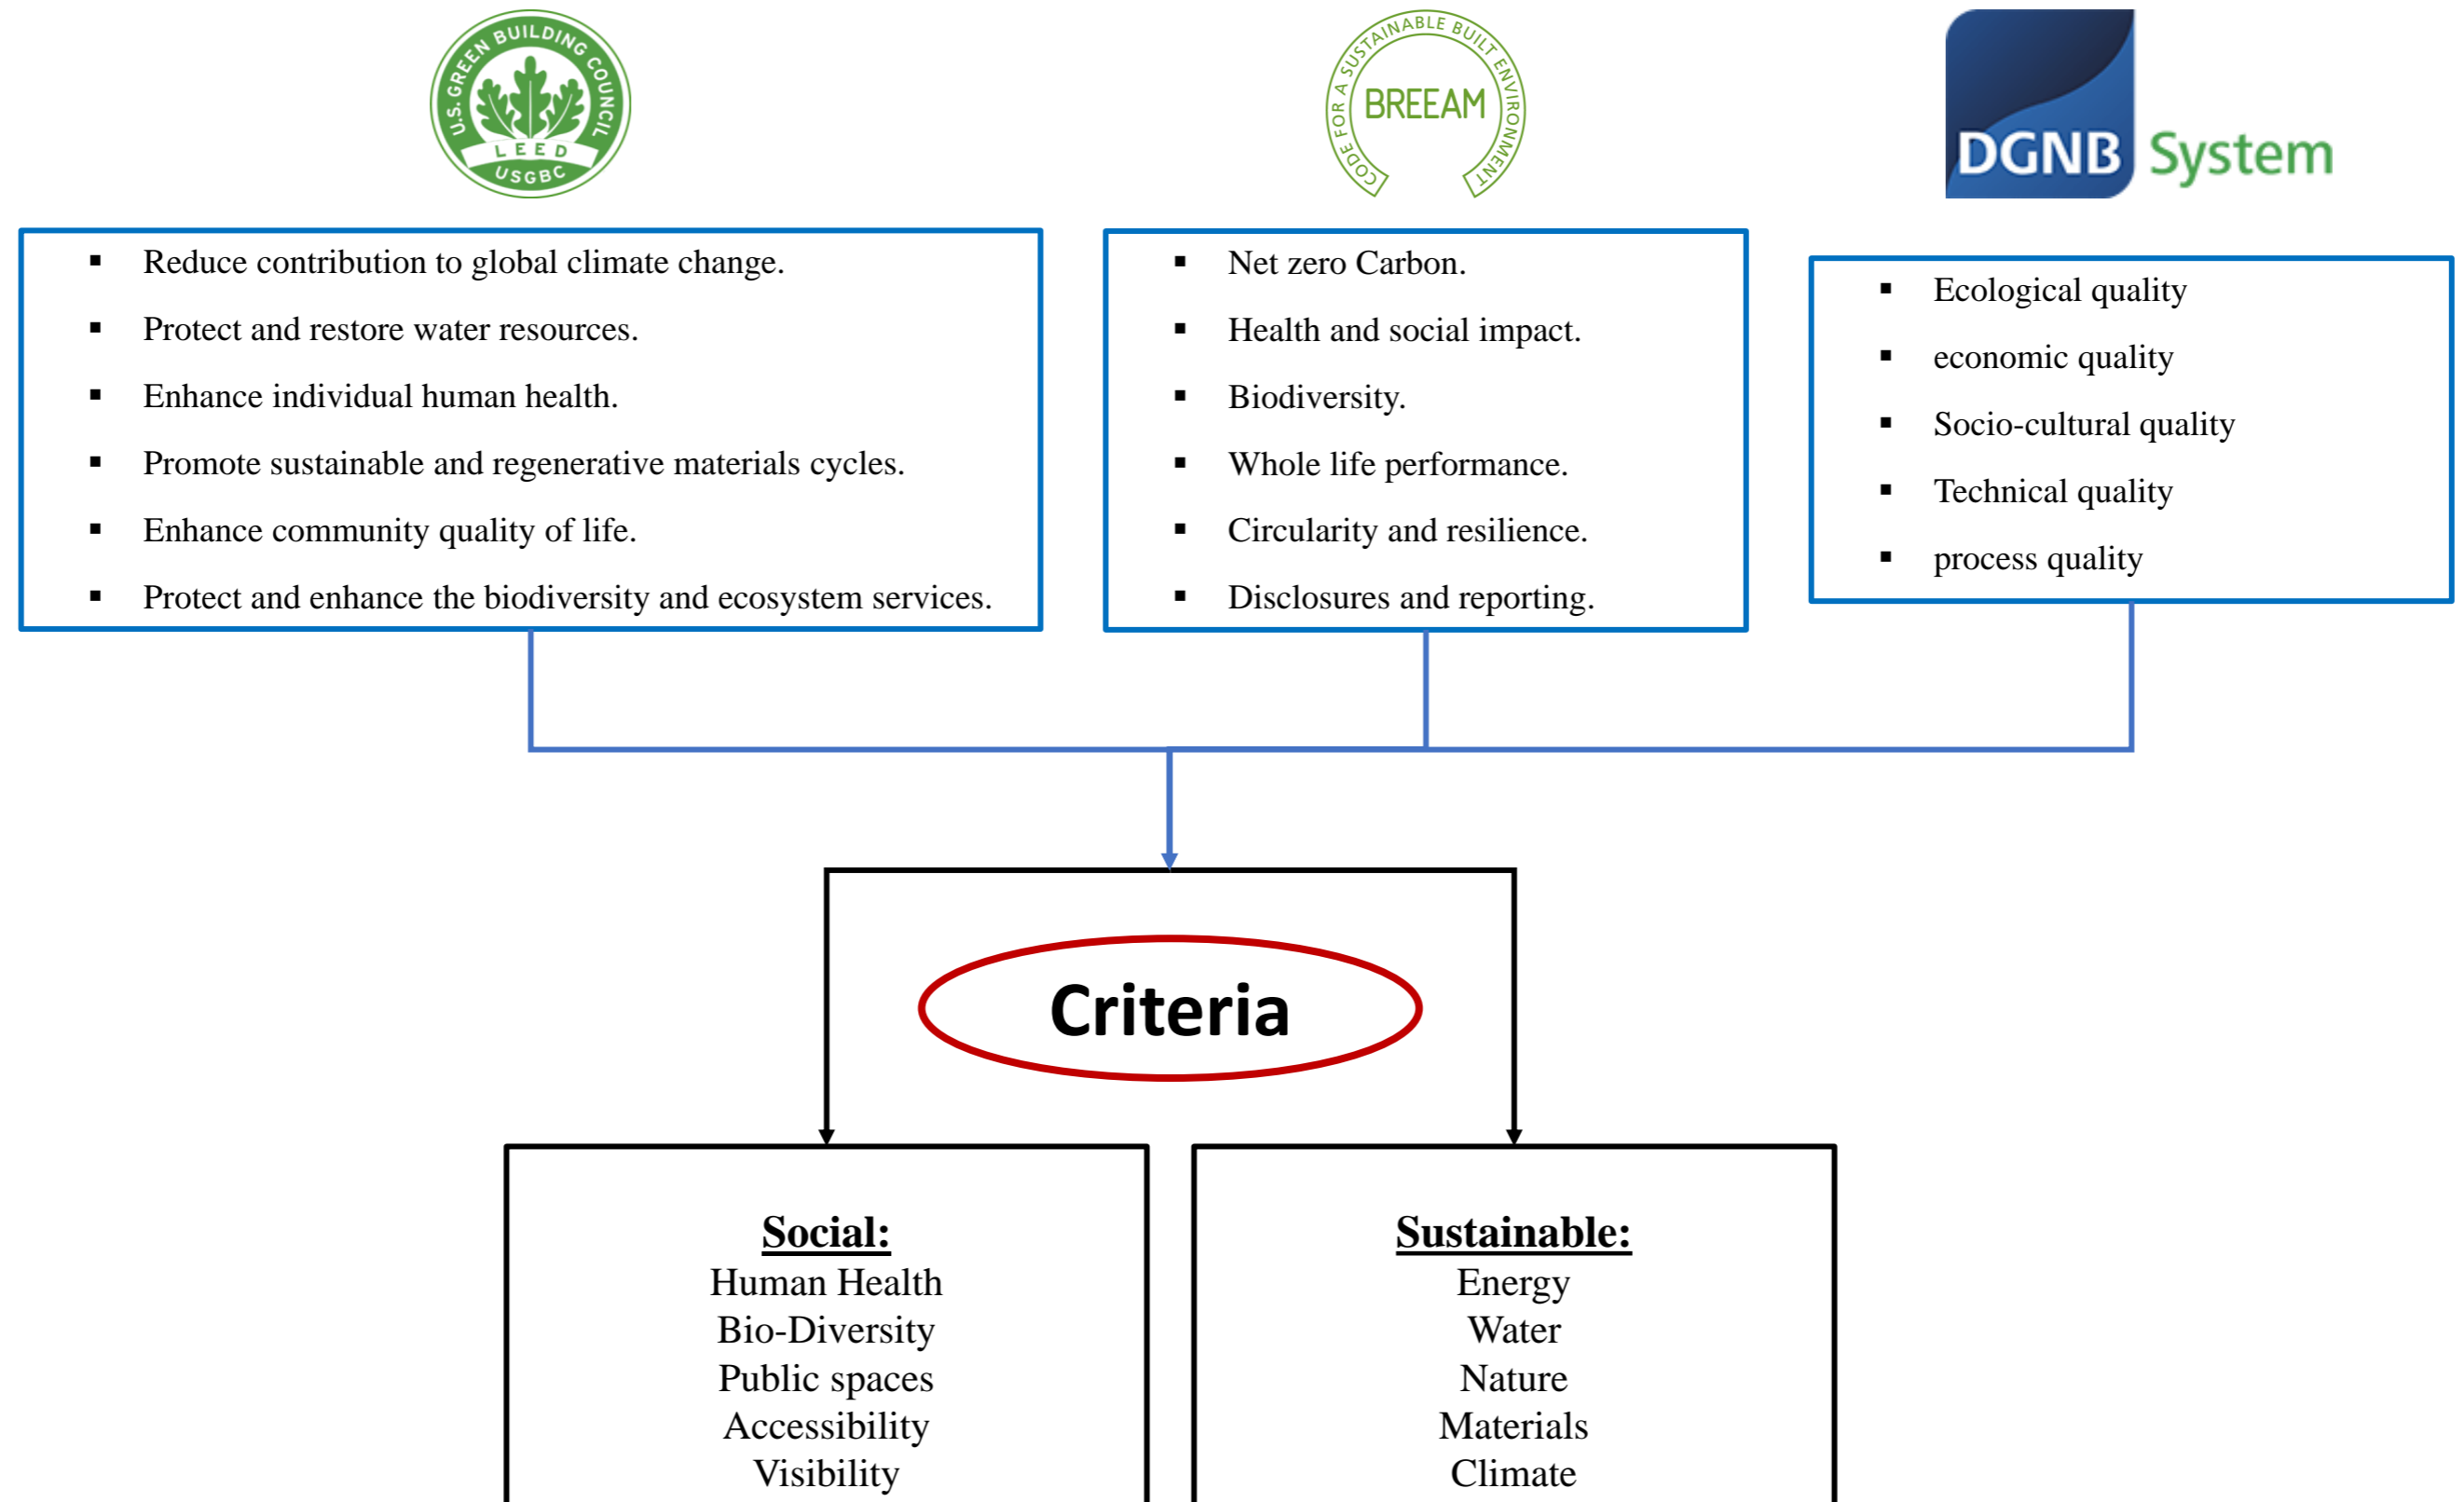 U.S. GREEN BUILDING COUNCIL
LEED
USGBC
CODE FOR A SUSTAINABLE BUILT ENVIRONMENT
BREEAM
DGNB System
▪ Reduce contribution to global climate change.
▪ Protect and restore water resources.
▪ Enhance individual human health.
▪ Promote sustainable and regenerative materials cycles.
▪ Enhance community quality of life.
▪ Protect and enhance the biodiversity and ecosystem services.
▪ Net zero Carbon.
▪ Health and social impact.
▪ Biodiversity.
▪ Whole life performance.
▪ Circularity and resilience.
▪ Disclosures and reporting.
▪ Ecological quality
▪ economic quality
▪ Socio-cultural quality
▪ Technical quality
▪ process quality
Criteria
Social:
Human Health
Bio-Diversity
Public spaces
Accessibility
Visibility
Sustainable:
Energy
Water
Nature
Materials
Climate